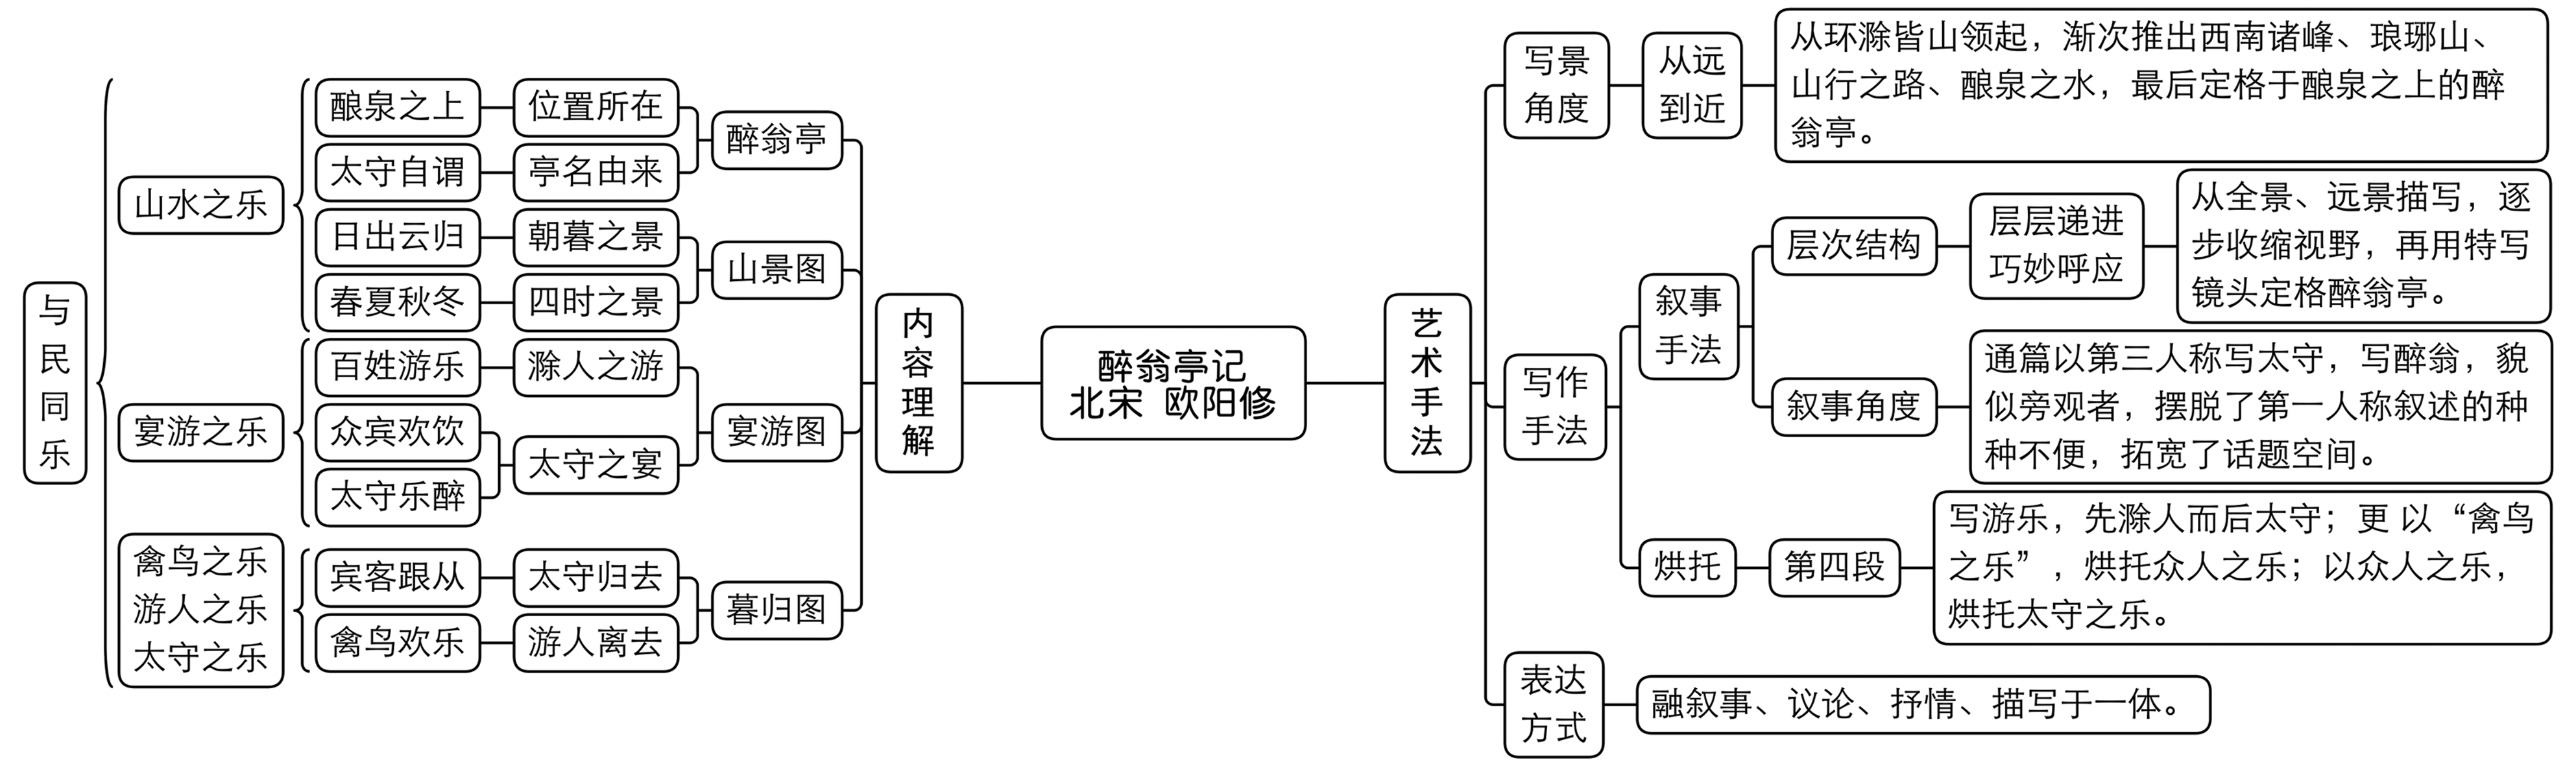 醉翁亭记
北宋 欧阳修
内
容
理
解
醉翁亭
位置所在
酿泉之上
亭名由来
太守自谓
山景图
朝暮之景
日出云归
四时之景
春夏秋冬
山水之乐
宴游图
滁人之游
百姓游乐
太守之宴
众宾欢饮
太守乐醉
宴游之乐
暮归图
太守归去
宾客跟从
游人离去
禽鸟欢乐
禽鸟之乐
游人之乐
太守之乐
与
民
同
乐
艺
术
手
法
写景
角度
从远
到近
从环滁皆山领起，渐次推出西南诸峰、琅琊山、
山行之路、酿泉之水，最后定格于酿泉之上的醉
翁亭。
写作
手法
叙事
手法
层次结构
层层递进
巧妙呼应
从全景、远景描写，逐
步收缩视野，再用特写
镜头定格醉翁亭。
叙事角度
通篇以第三人称写太守，写醉翁，貌
似旁观者，摆脱了第一人称叙述的种
种不便，拓宽了话题空间。
烘托
第四段
写游乐，先滁人而后太守；更 以“禽鸟
之乐”，烘托众人之乐；以众人之乐，
烘托太守之乐。
表达
方式
融叙事、议论、抒情、描写于一体。